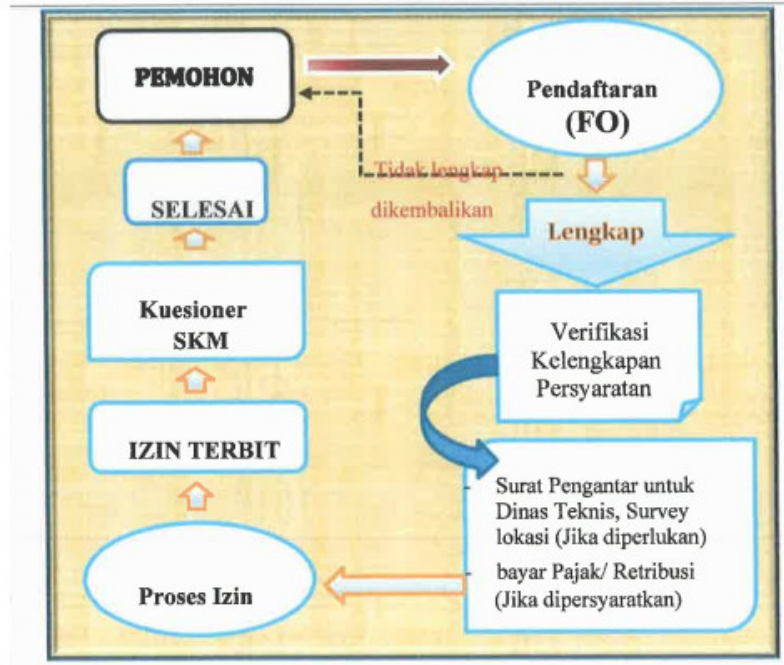 PEMOHON
Pendaftaran
(FO)
Tidak lengkap
dikembalikan
Lengkap
Verifikasi
Kelengkapan
Persyaratan
Surat Pengantar untuk
Dinas Teknis, Survey
lokasi (Jika diperlukan)
bayar Pajak/ Retribusi
(Jika dipersyaratkan)
Proses Izin
IZIN TERBIT
Kuesioner
SKM
SELESAI